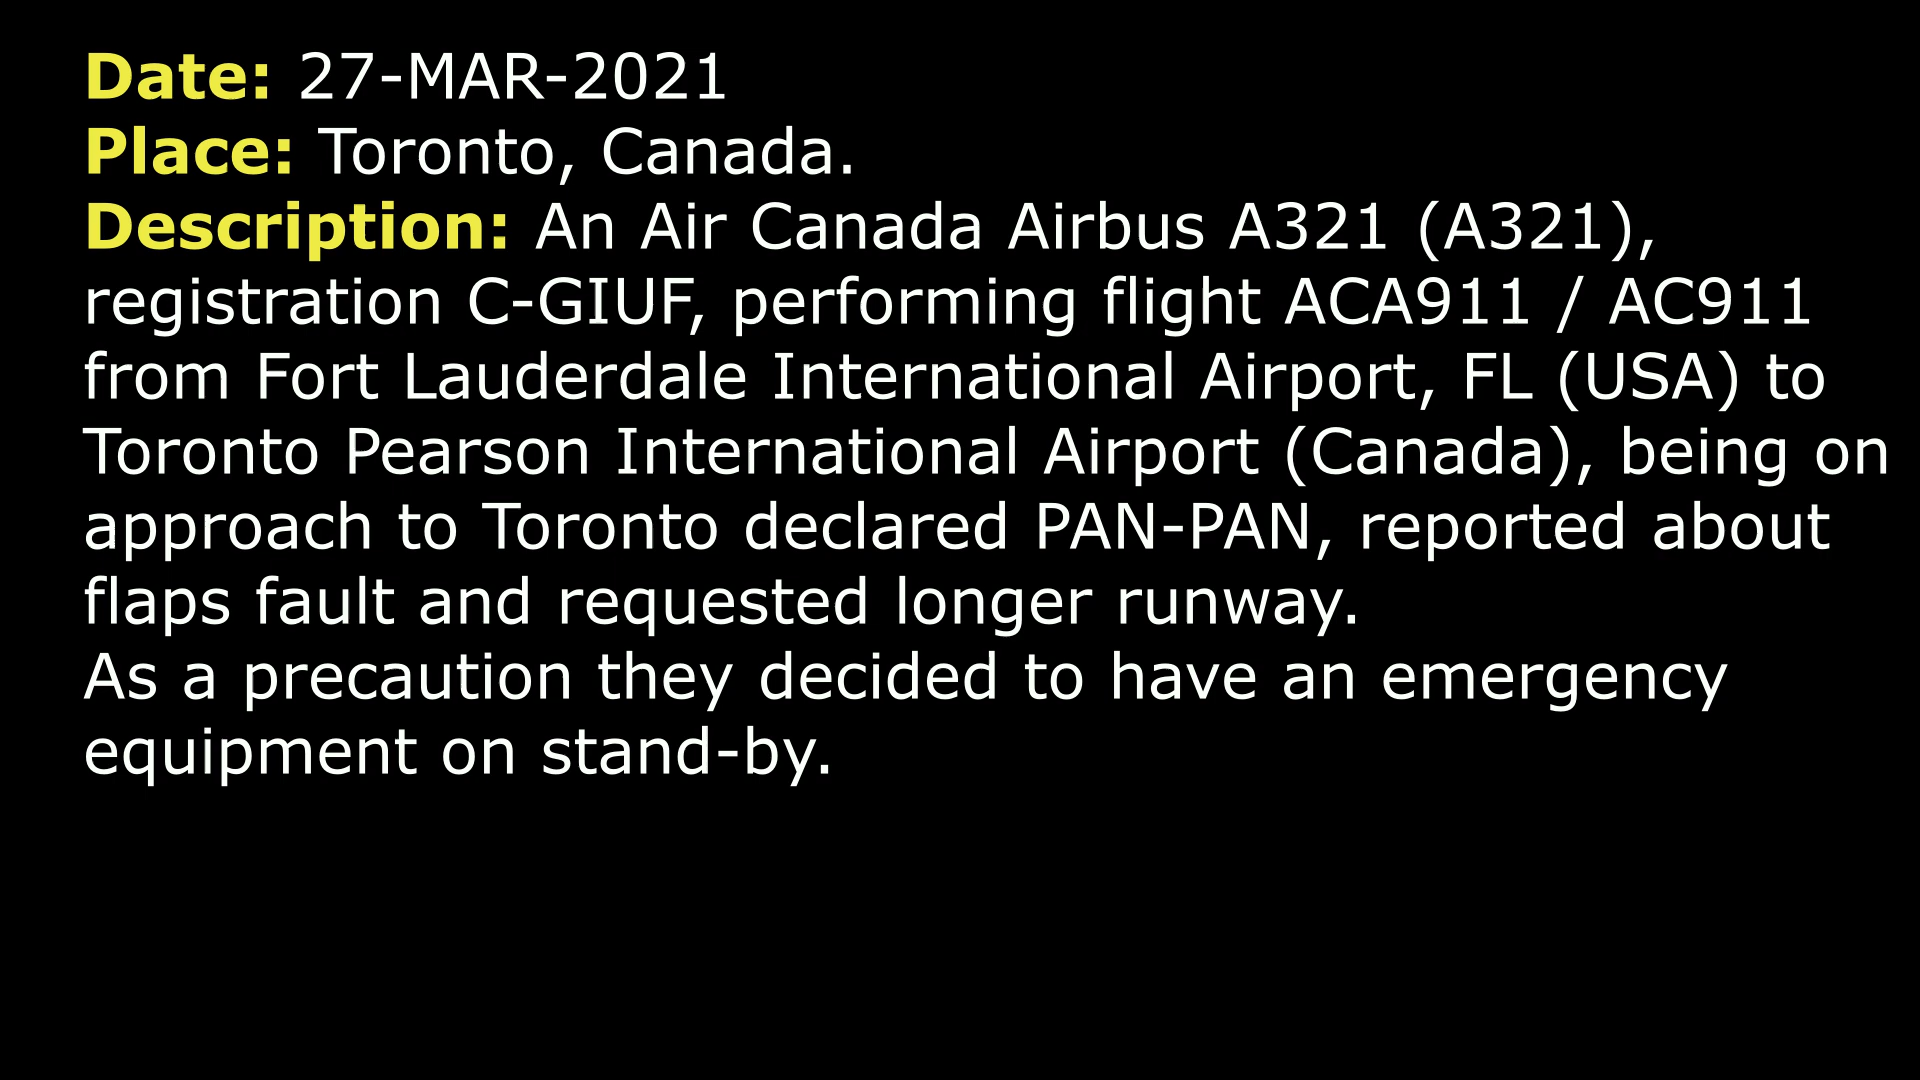 Date: 27-MAR-2021
Place: Toronto, Canada.
Description: An Air Canada Airbus A321 (A321),
registration C-GIUF, performing flight ACA911 / AC911
from Fort Lauderdale International Airport, FL (USA) to
Toronto Pearson International Airport (Canada), being on
approach to Toronto declared PAN-PAN, reported about
flaps fault and requested longer runway.
As a precaution they decided to have an emergency
equipment on stand-by.